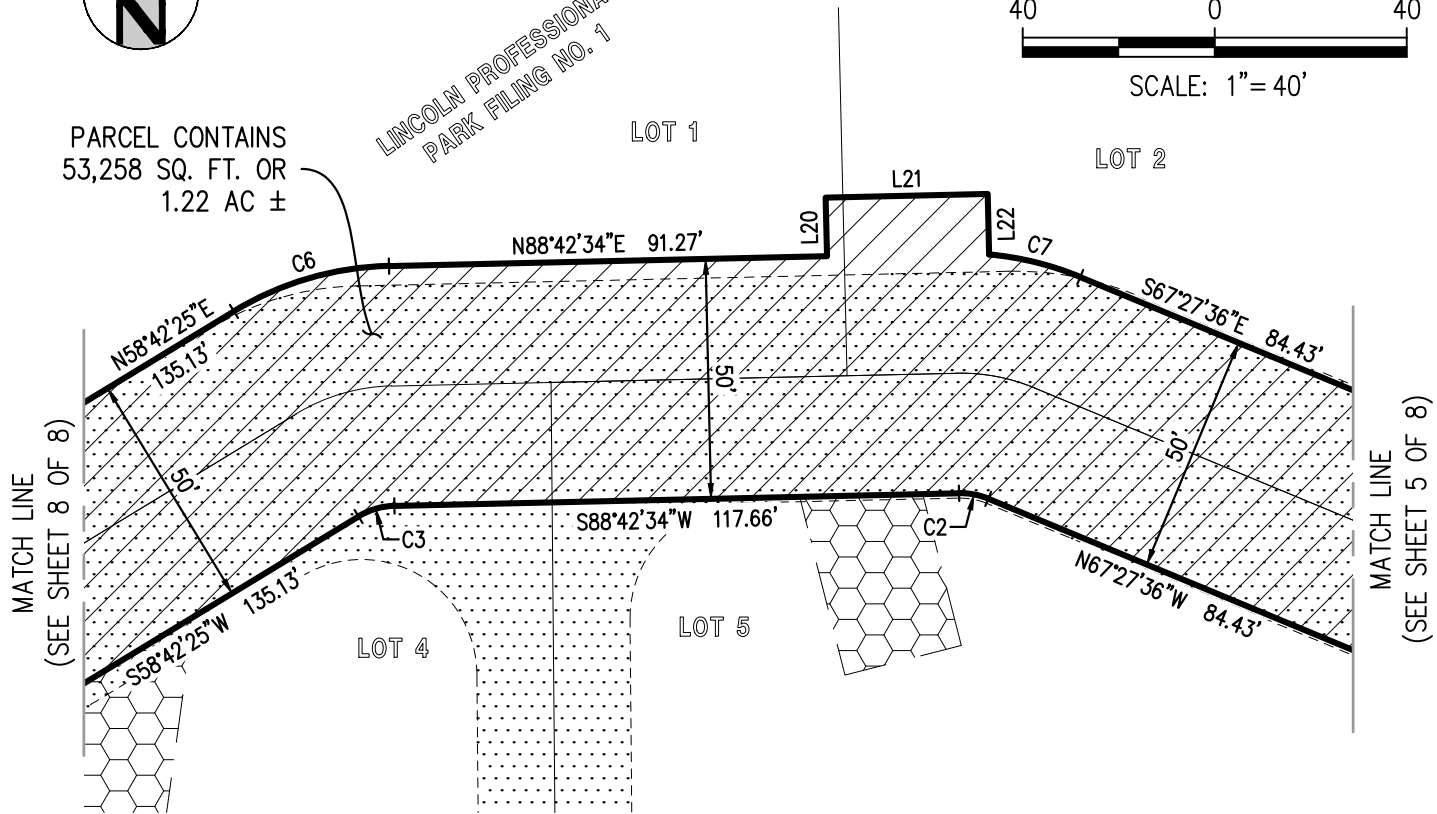 N
40 0 40
SCALE: 1"= 40'
LINCOLN PROFESSIONA
PARK FILING NO. 1
LOT 1
LOT 2
PARCEL CONTAINS
53,258 SQ. FT. OR
1.22 AC ±
L21
L20
L22
C6
N88°42'34"E 91.27'
C7
N58°42'25"E
135.13'
S67°27'36"E 84.43'
50'
50'
50'
MATCH LINE
(SEE SHEET 8 OF 8)
MATCH LINE
(SEE SHEET 5 OF 8)
C3
S88°42'34"W 117.66'
C2
S58°42'25"W 135.13'
N67°27'36"W 84.43'
LOT 4
LOT 5